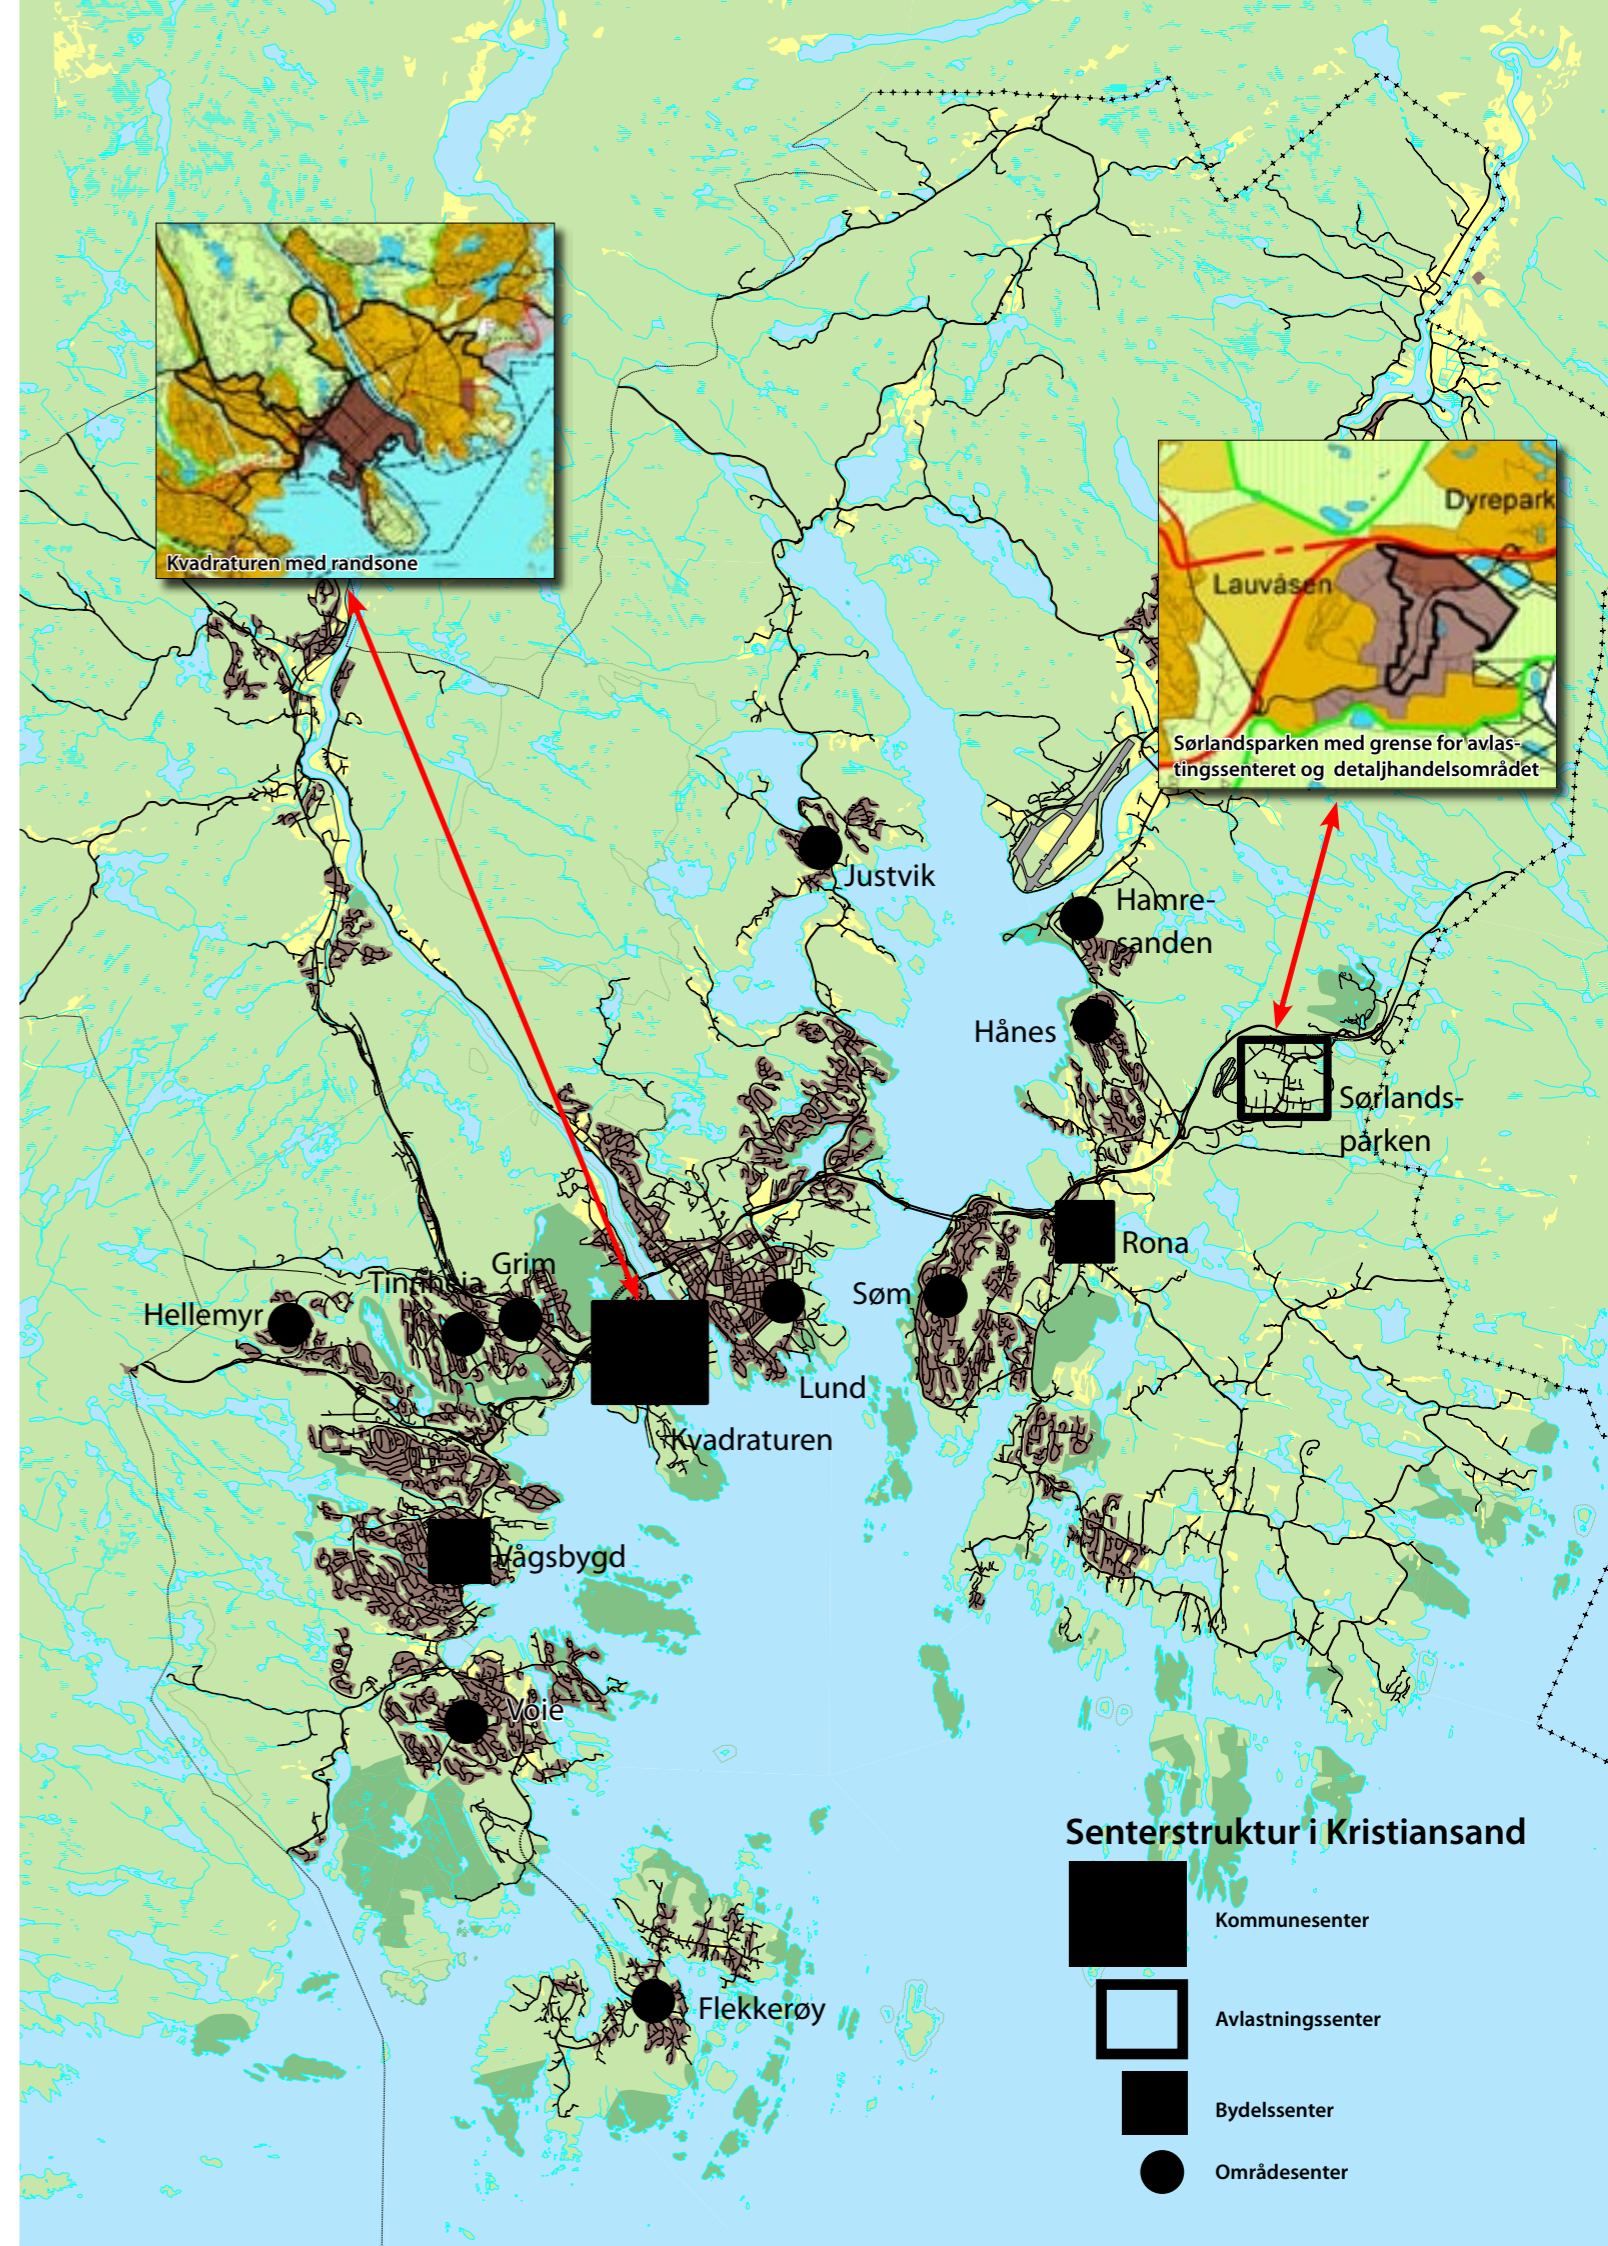 Kvadraturen med randsone
Dyrepark
Lauvåsen
Sørlandsparken med grense for avlas-
tingssenteret og detaljhandelsområdet
Justvik
Hamre-
sanden
Hånes
Sørlands-
parken
Rona
Grim
Tinnheia
Hellemyr
Søm
Lund
Kvadraturen
Vågsbygd
Voie
Flekkerøy
Senterstruktur i Kristiansand
Kommunesenter
Avlastningssenter
Bydelssenter
Områdesenter